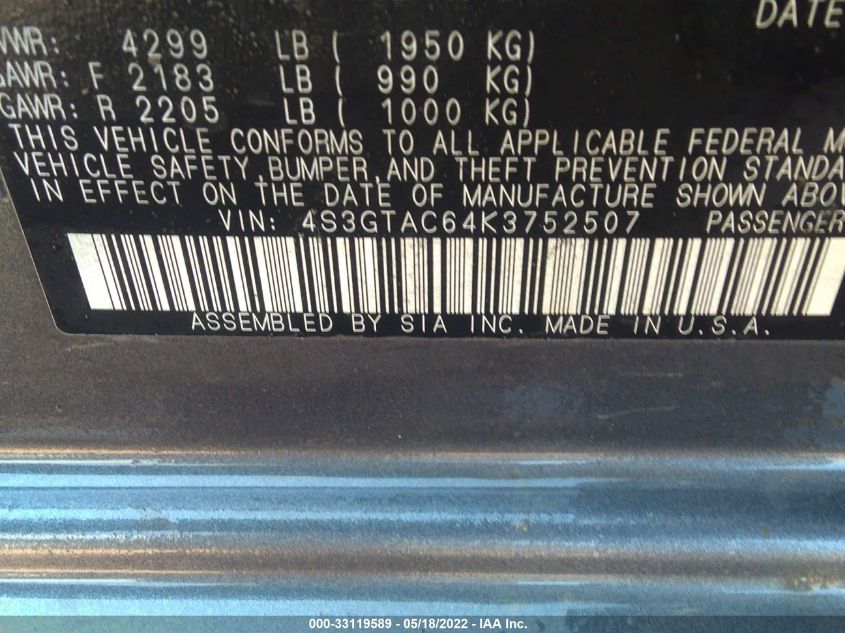 DATE
VWR: 4299 LB ( 1950 KG)
GAWR: F 2183 LB ( 990 KG)
GAWR: R 2205 LB ( 1000 KG)
THIS VEHICLE CONFORMS TO ALL APPLICABLE FEDERAL M
VEHICLE SAFETY,BUMPER,AND THEFT PREVENTION STANDA
IN EFFECT ON THE DATE OF MANUFACTURE SHOWN ABOV
VIN: 4S3GTAC64K3752507 PASSENGER
ASSEMBLED BY SIA INC. MADE IN U.S.A.
000-33119589 - 05/18/2022 - IAA Inc.